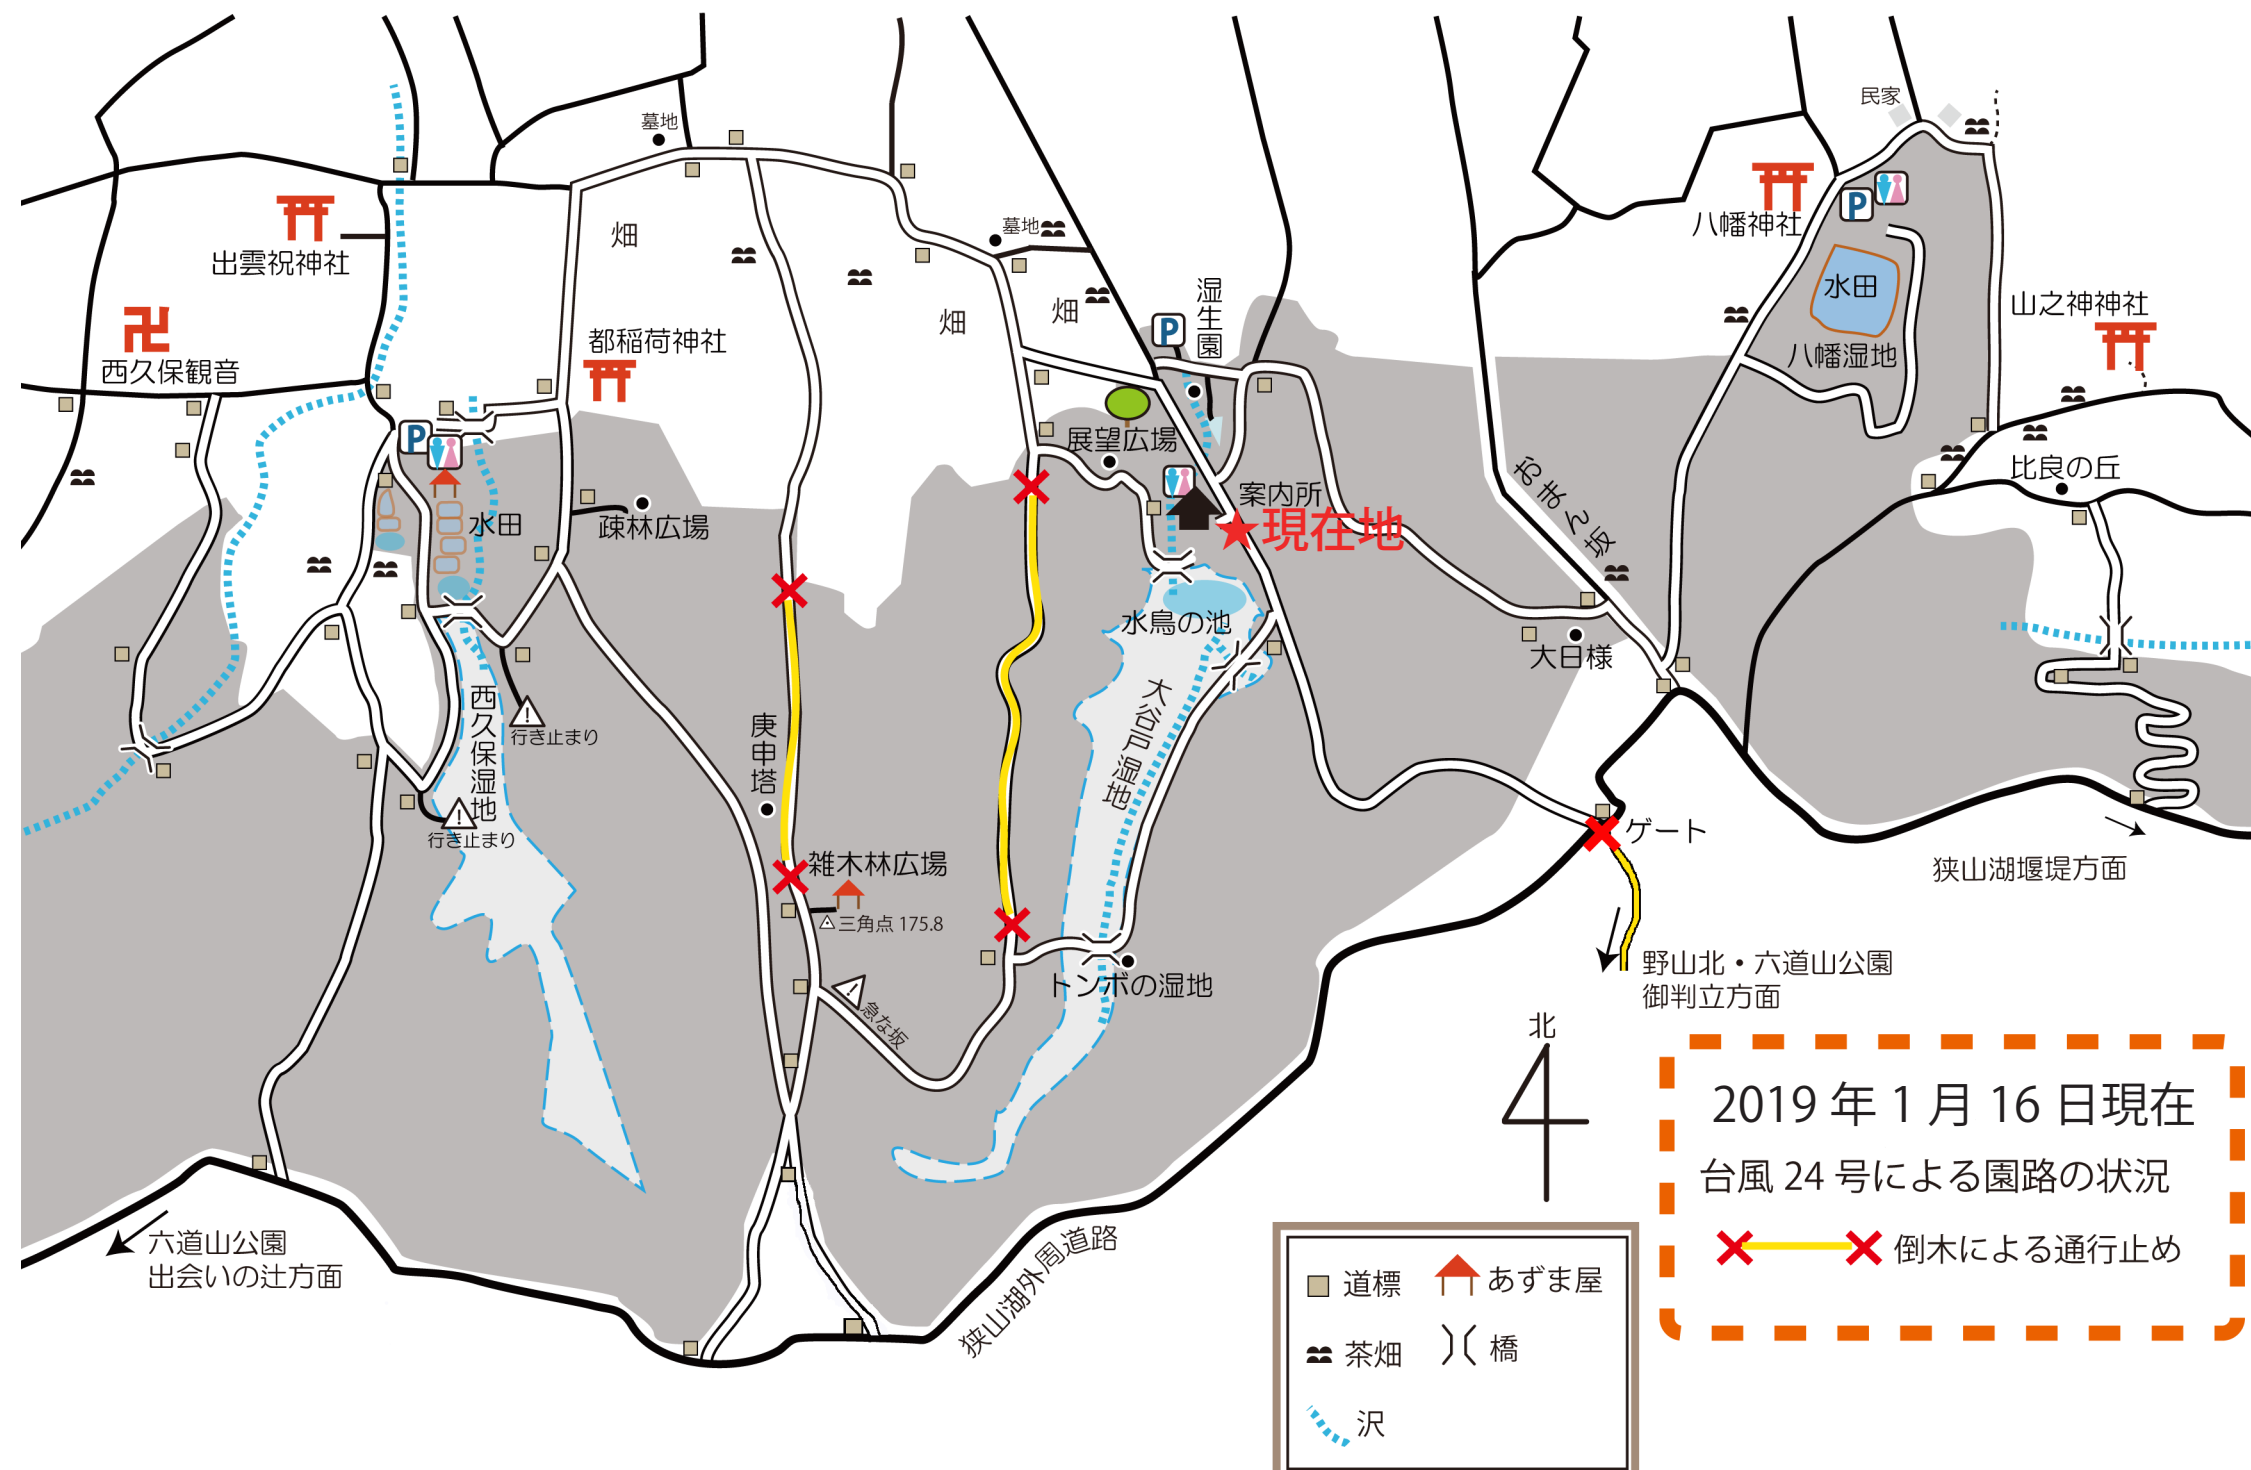 民家
墓地
八幡神社
墓地
畑
出雲祝神社
P
水田
湿生園
山之神神社
畑
畑
P
都稲荷神社
八幡湿地
西久保観音
P
展望広場
おまん坂
比良の丘
案内所
水田
疎林広場
現在地
水鳥の池
大日様
西久保湿地
大谷戸湿地
行き止まり
庚申塔
行き止まり
ゲート
雑木林広場
三角点 175.8
狭山湖堰堤方面
トンボの湿地
急な坂
野山北・六道山公園
御判立方面
北
2019 年 1 月 16 日現在
台風 24 号による園路の状況
倒木による通行止め
六道山公園
出会いの辻方面
狭山湖外周道路
道標
あずま屋
茶畑
橋
沢